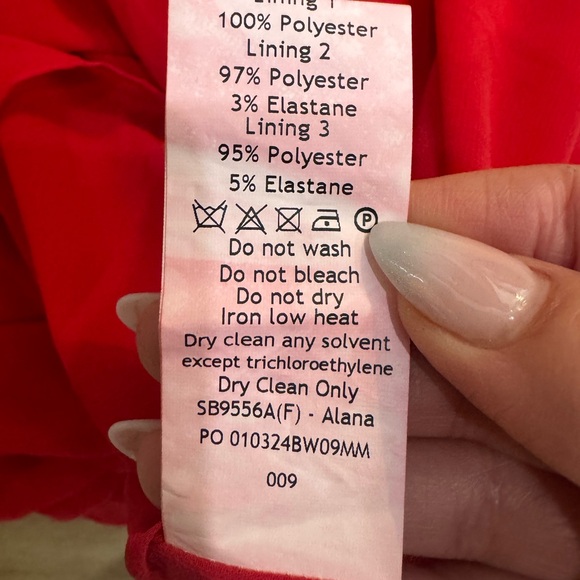 Lining 1
100% Polyester
Lining 2
97% Polyester
3% Elastane
Lining 3
95% Polyester
5% Elastane
P
Do not wash
Do not bleach
Do not dry
Iron low heat
Dry clean any solvent
except trichloroethylene
Dry Clean Only
SB9556A(F) - Alana
PO 010324BW09MM
009